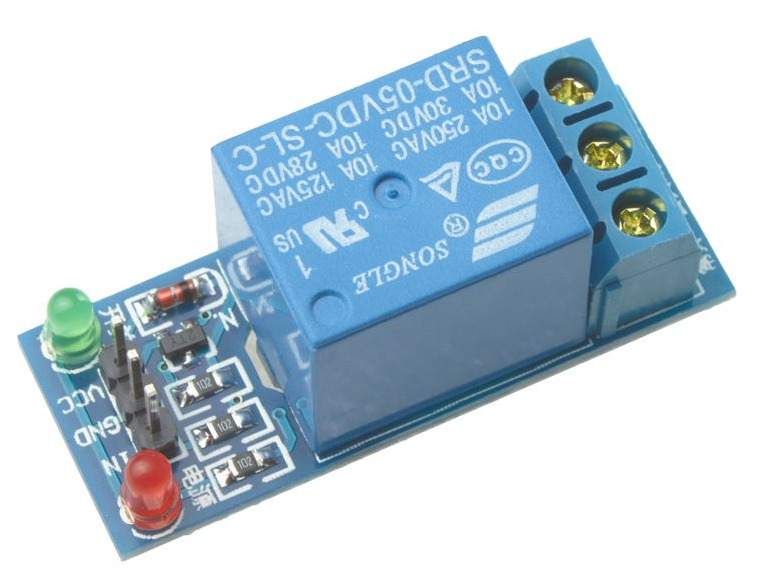 SONGLE
®
1
C
US
CQC
10A 250VAC 10A 125VAC
10A 30VDC 10A 28VDC
SRD-05VDC-SL-C
VCC
GND
IN
102
102
102
电源